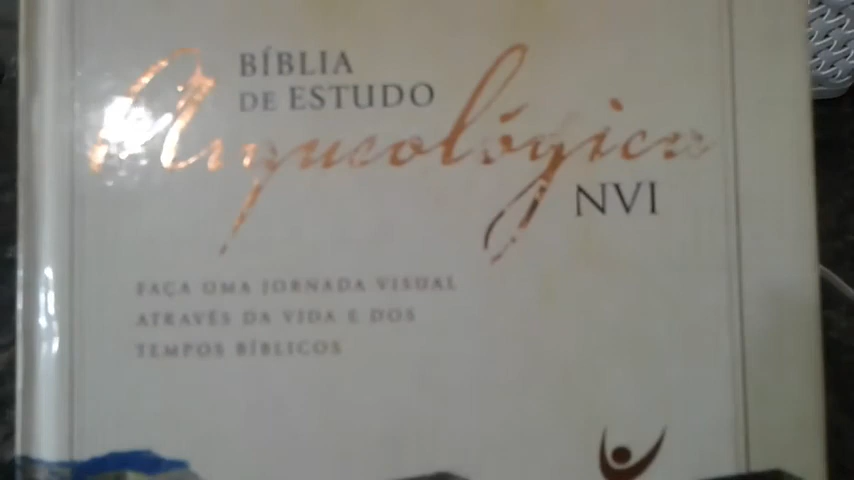 BÍBLIA
DE ESTUDO
Arqueológica
NVI
FAÇA UMA JORNADA VISUAL
ATRAVÉS DA VIDA E DOS
TEMPOS BÍBLICOS